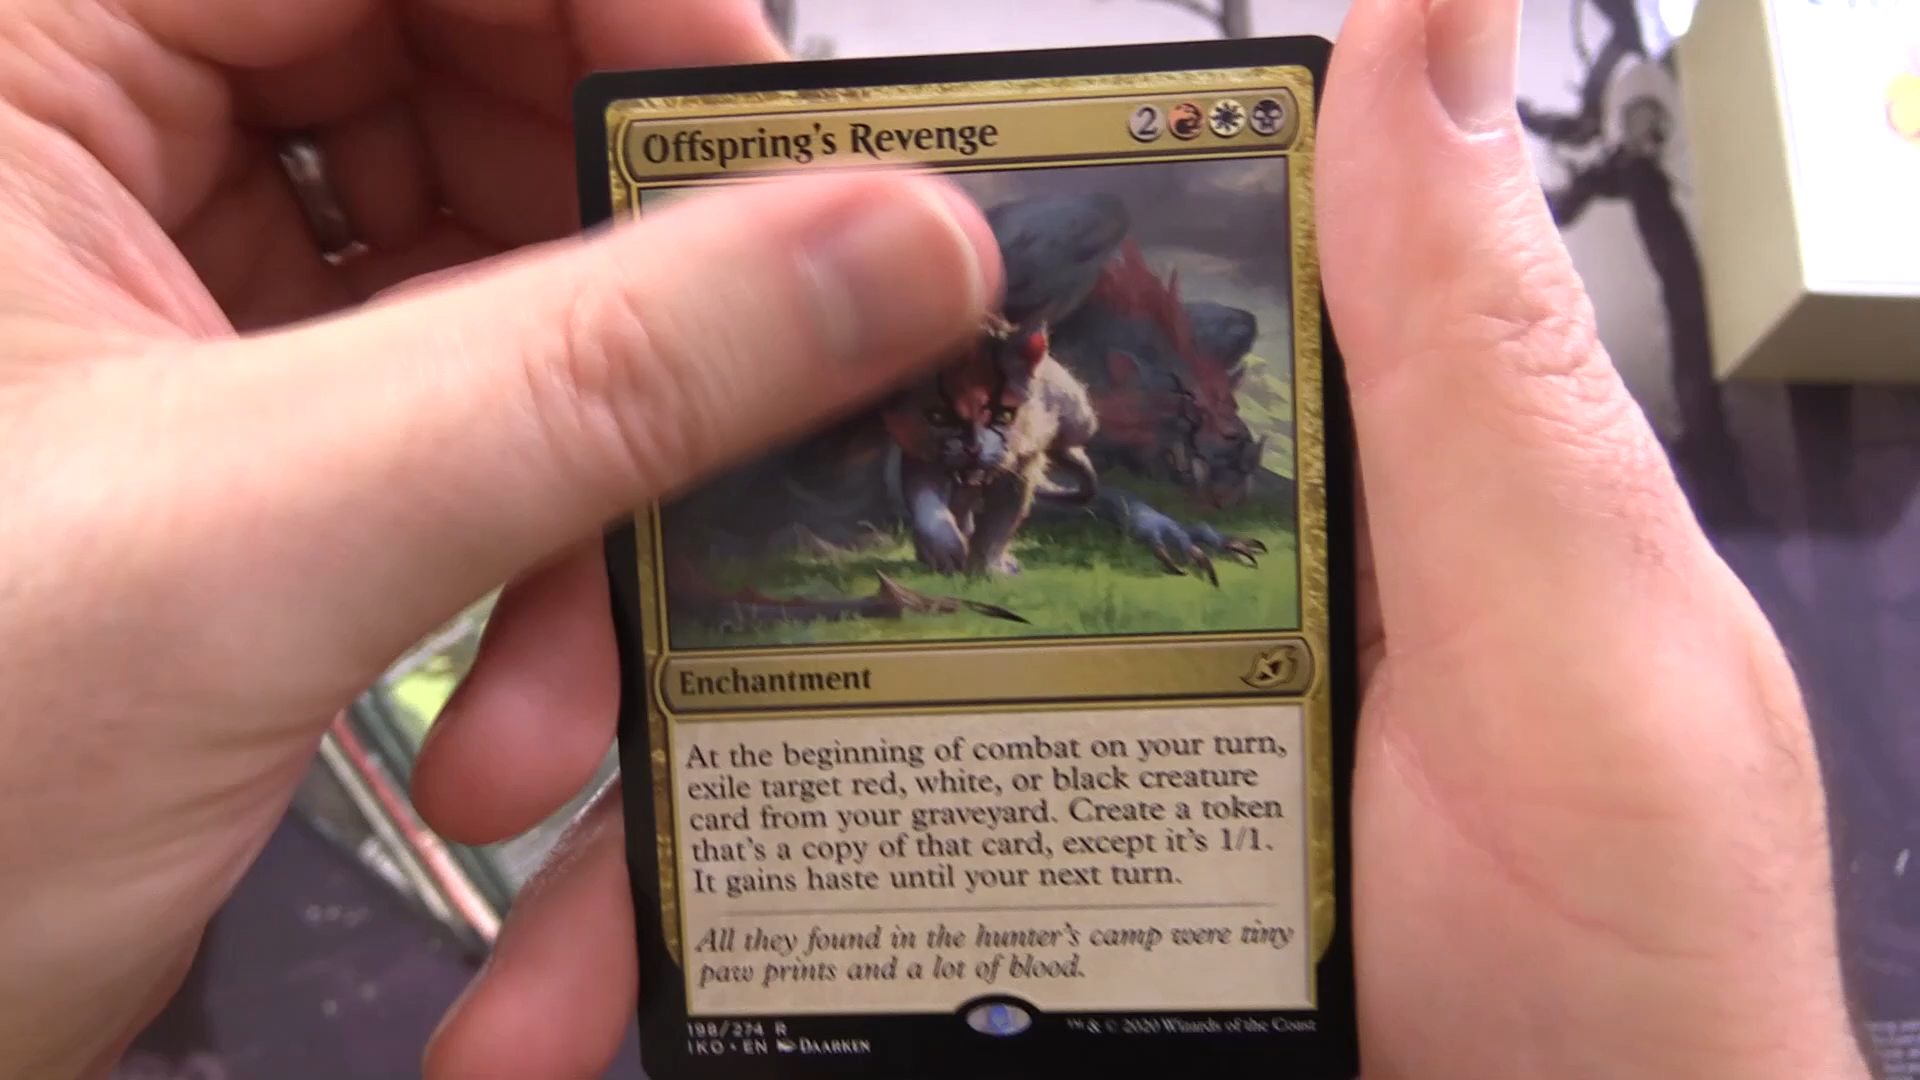 Offspring's Revenge 2
Enchantment
At the beginning of combat on your turn,
exile target red, white, or black creature
card from your graveyard. Create a token
that's a copy of that card, except it's 1/1.
It gains haste until your next turn.
All they found in the hunter's camp were tiny
paw prints and a lot of blood.
198/274 R
IKO • EN DAARKEN
™ & © 2020 Wizards of the Coast